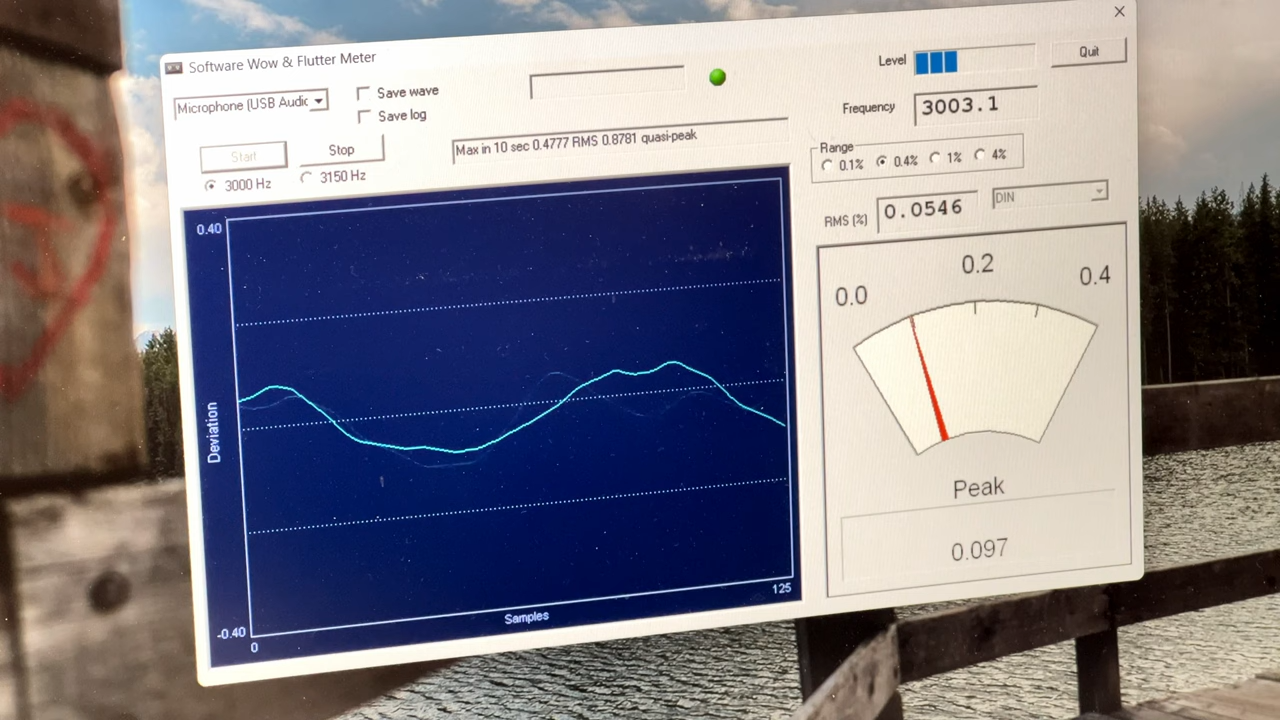 Software Wow & Flutter Meter
Microphone (USB Audic
Save wave
Save log
Start
Stop
3000 Hz
3150 Hz
Max in 10 sec 0.4777 RMS 0.8781 quasi-peak
Level
Quit
Frequency
3003.1
Range
0.1%
0.4%
1%
4%
RMS (%)
0.0546
DIN
0.40
Deviation
-0.40
0
Samples
125
0.0
0.2
0.4
Peak
0.097